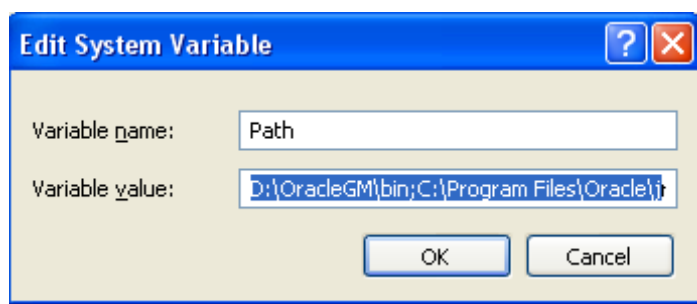 Edit System Variable
Variable name: Path
Variable value: D:\OracleGM\bin;C:\Program Files\Oracle\j
OK Cancel